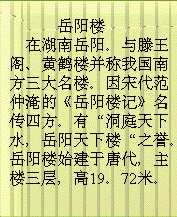 岳阳楼
在湖南岳阳。与滕王
阁、黄鹤楼并称我国南
方三大名楼。因宋代范
仲淹的《岳阳楼记》名
传四方。有“洞庭天下
水，岳阳天下楼“之誉。
岳阳楼始建于唐代，主
楼三层，高19．72米。